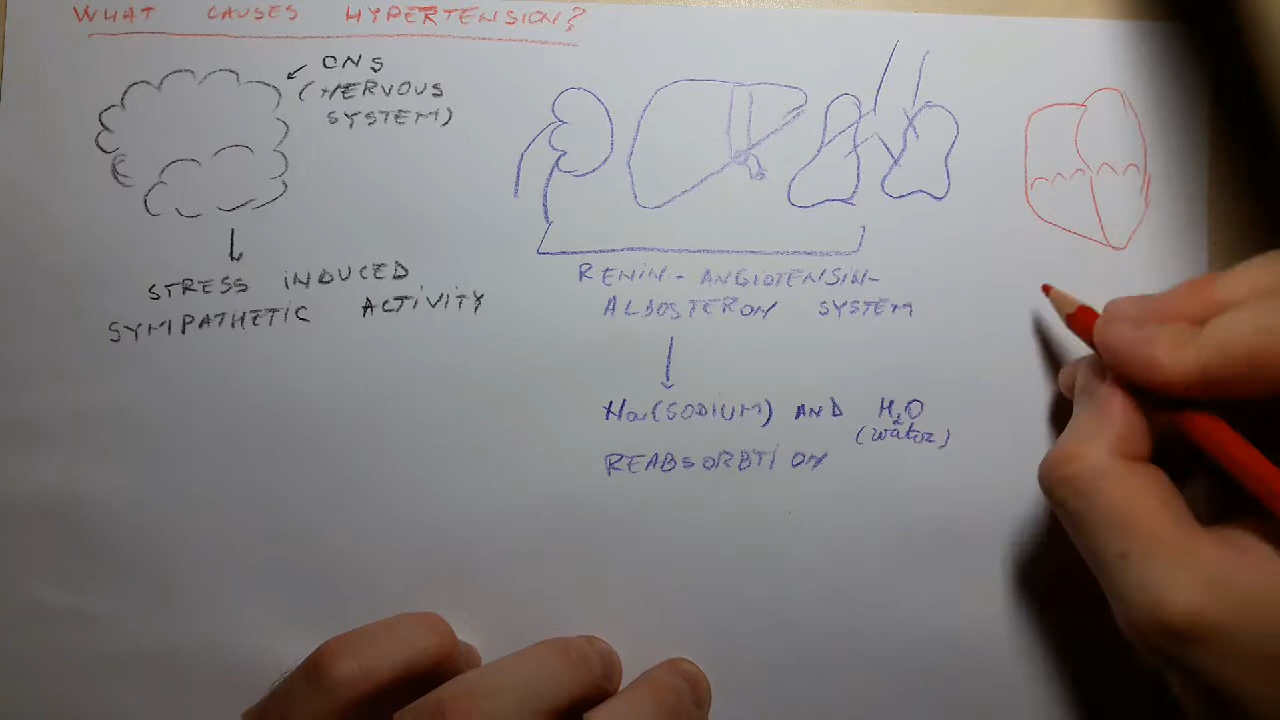 WHAT CAUSES HYPERTENSION?
CNS
(NERVOUS
SYSTEM)
STRESS INDUCED
SYMPATHETIC ACTIVITY
RENIN-ANGIOTENSIN-
ALDOSTERON SYSTEM
Na(SODIUM) AND H2O
(water)
REABSORBTION